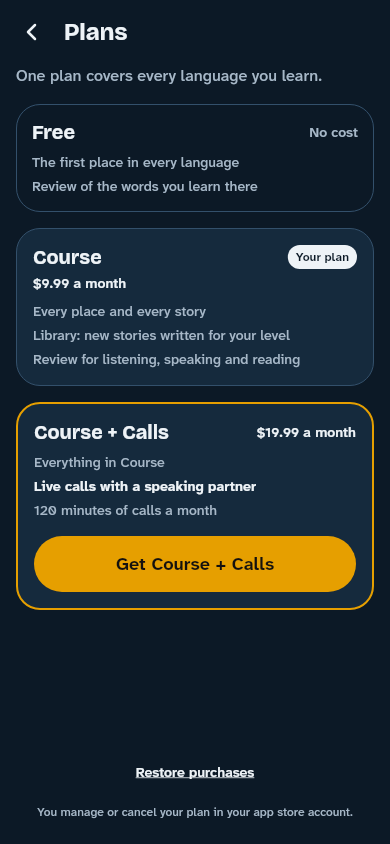 Plans
One plan covers every language you learn.
Free
No cost
The first place in every language
Review of the words you learn there
Course
Your plan
$9.99 a month
Every place and every story
Library: new stories written for your level
Review for listening, speaking and reading
Course + Calls
$19.99 a month
Everything in Course
Live calls with a speaking partner
120 minutes of calls a month
Get Course + Calls
Restore purchases
You manage or cancel your plan in your app store account.